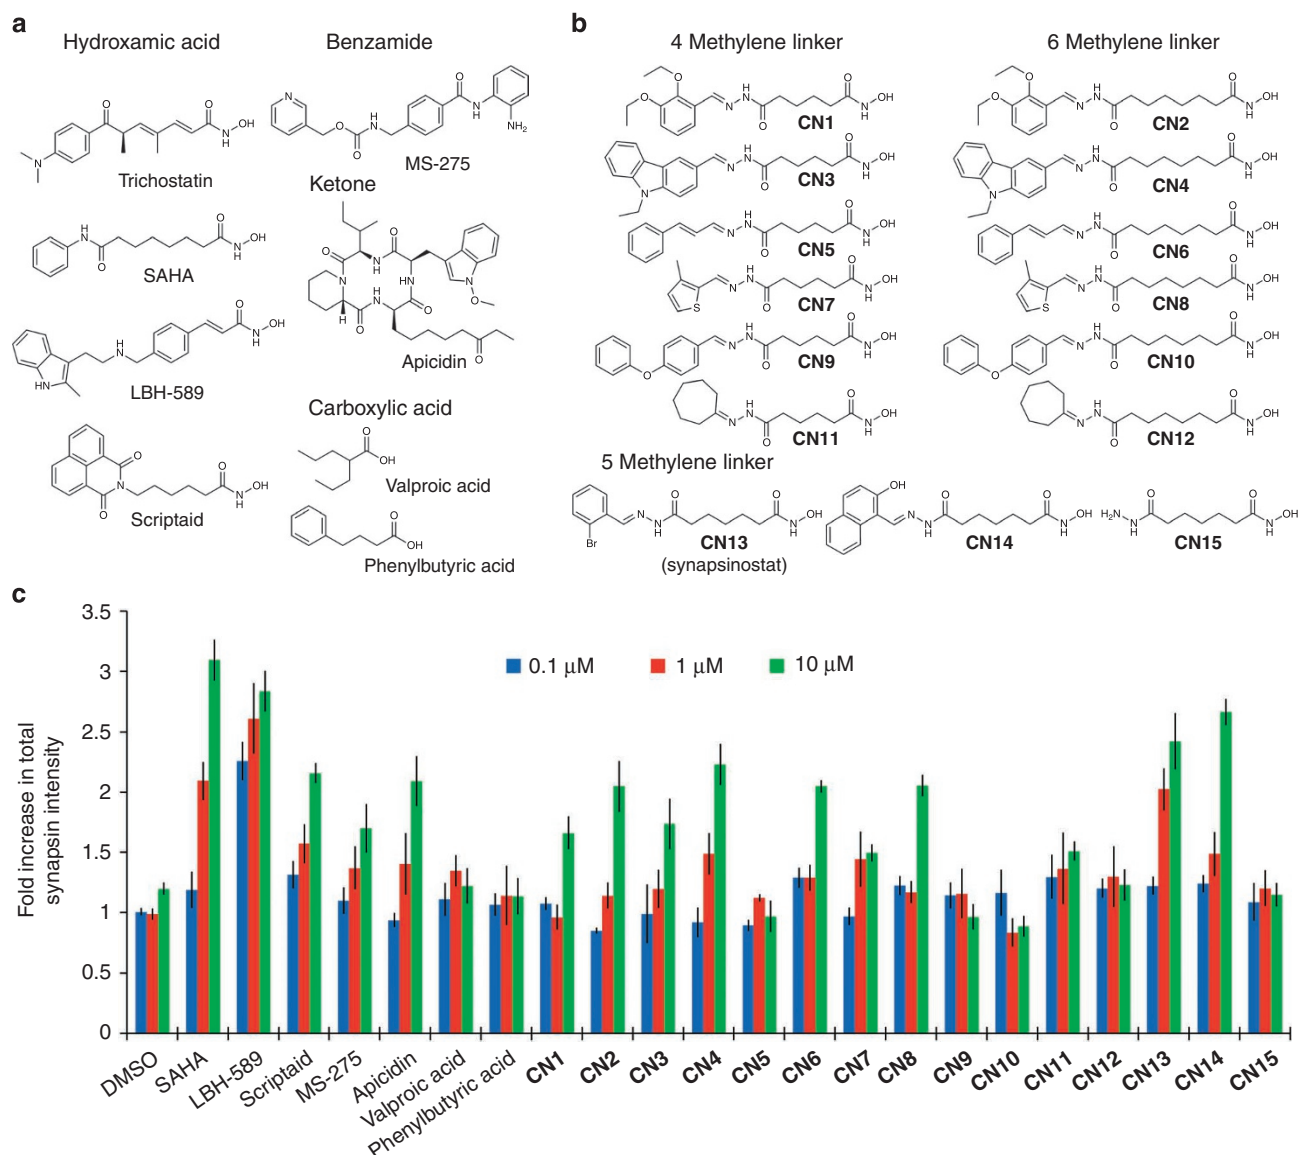 a
Hydroxamic acid
Benzamide
Trichostatin
MS-275
Ketone
SAHA
Apicidin
LBH-589
Carboxylic acid
Valproic acid
Scriptaid
Phenylbutyric acid
b
4 Methylene linker
6 Methylene linker
CN1
CN2
CN3
CN4
CN5
CN6
CN7
CN8
CN9
CN10
CN11
CN12
5 Methylene linker
CN13
(synapsinostat)
CN14
CN15
c
Fold increase in total
synapsin intensity
3.5
3
2.5
2
1.5
1
0.5
0
0.1 μM
1 μM
10 μM
DMSO
SAHA
LBH-589
Scriptaid
MS-275
Apicidin
Valproic acid
Phenylbutyric acid
CN1
CN2
CN3
CN4
CN5
CN6
CN7
CN8
CN9
CN10
CN11
CN12
CN13
CN14
CN15